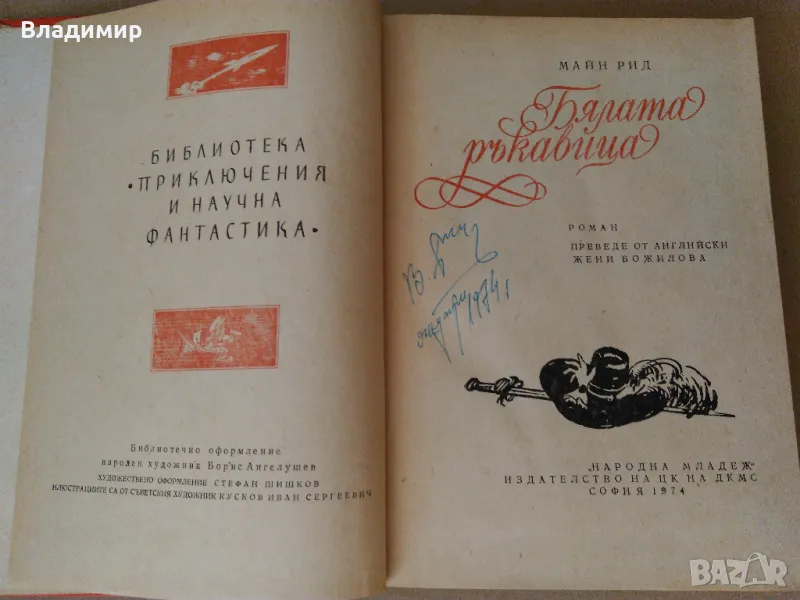 Владимир
БИБЛИОТЕКА
"ПРИКЛЮЧЕНИЯ
И НАУЧНА
ФАНТАСТИКА"
Библиотечно оформление
народен художник Борис Ангелушев
ХУДОЖЕСТВЕНО ОФОРМЛЕНИЕ СТЕФАН ШИШКОВ
ИЛЮСТРАЦИИТЕ СА ОТ СЪВЕТСКИЯ ХУДОЖНИК КУСКОВ ИВАН СЕРГЕЕВИЧ
МАЙН РИД
Бялата
ръкавица
РОМАН
ПРЕВЕДЕ ОТ АНГЛИЙСКИ
ЖЕНИ БОЖИЛОВА
1974
„НАРОДНА МЛАДЕЖ"
ИЗДАТЕЛСТВО НА ЦК НА ДКМС
СОФИЯ 1974
BAZAR